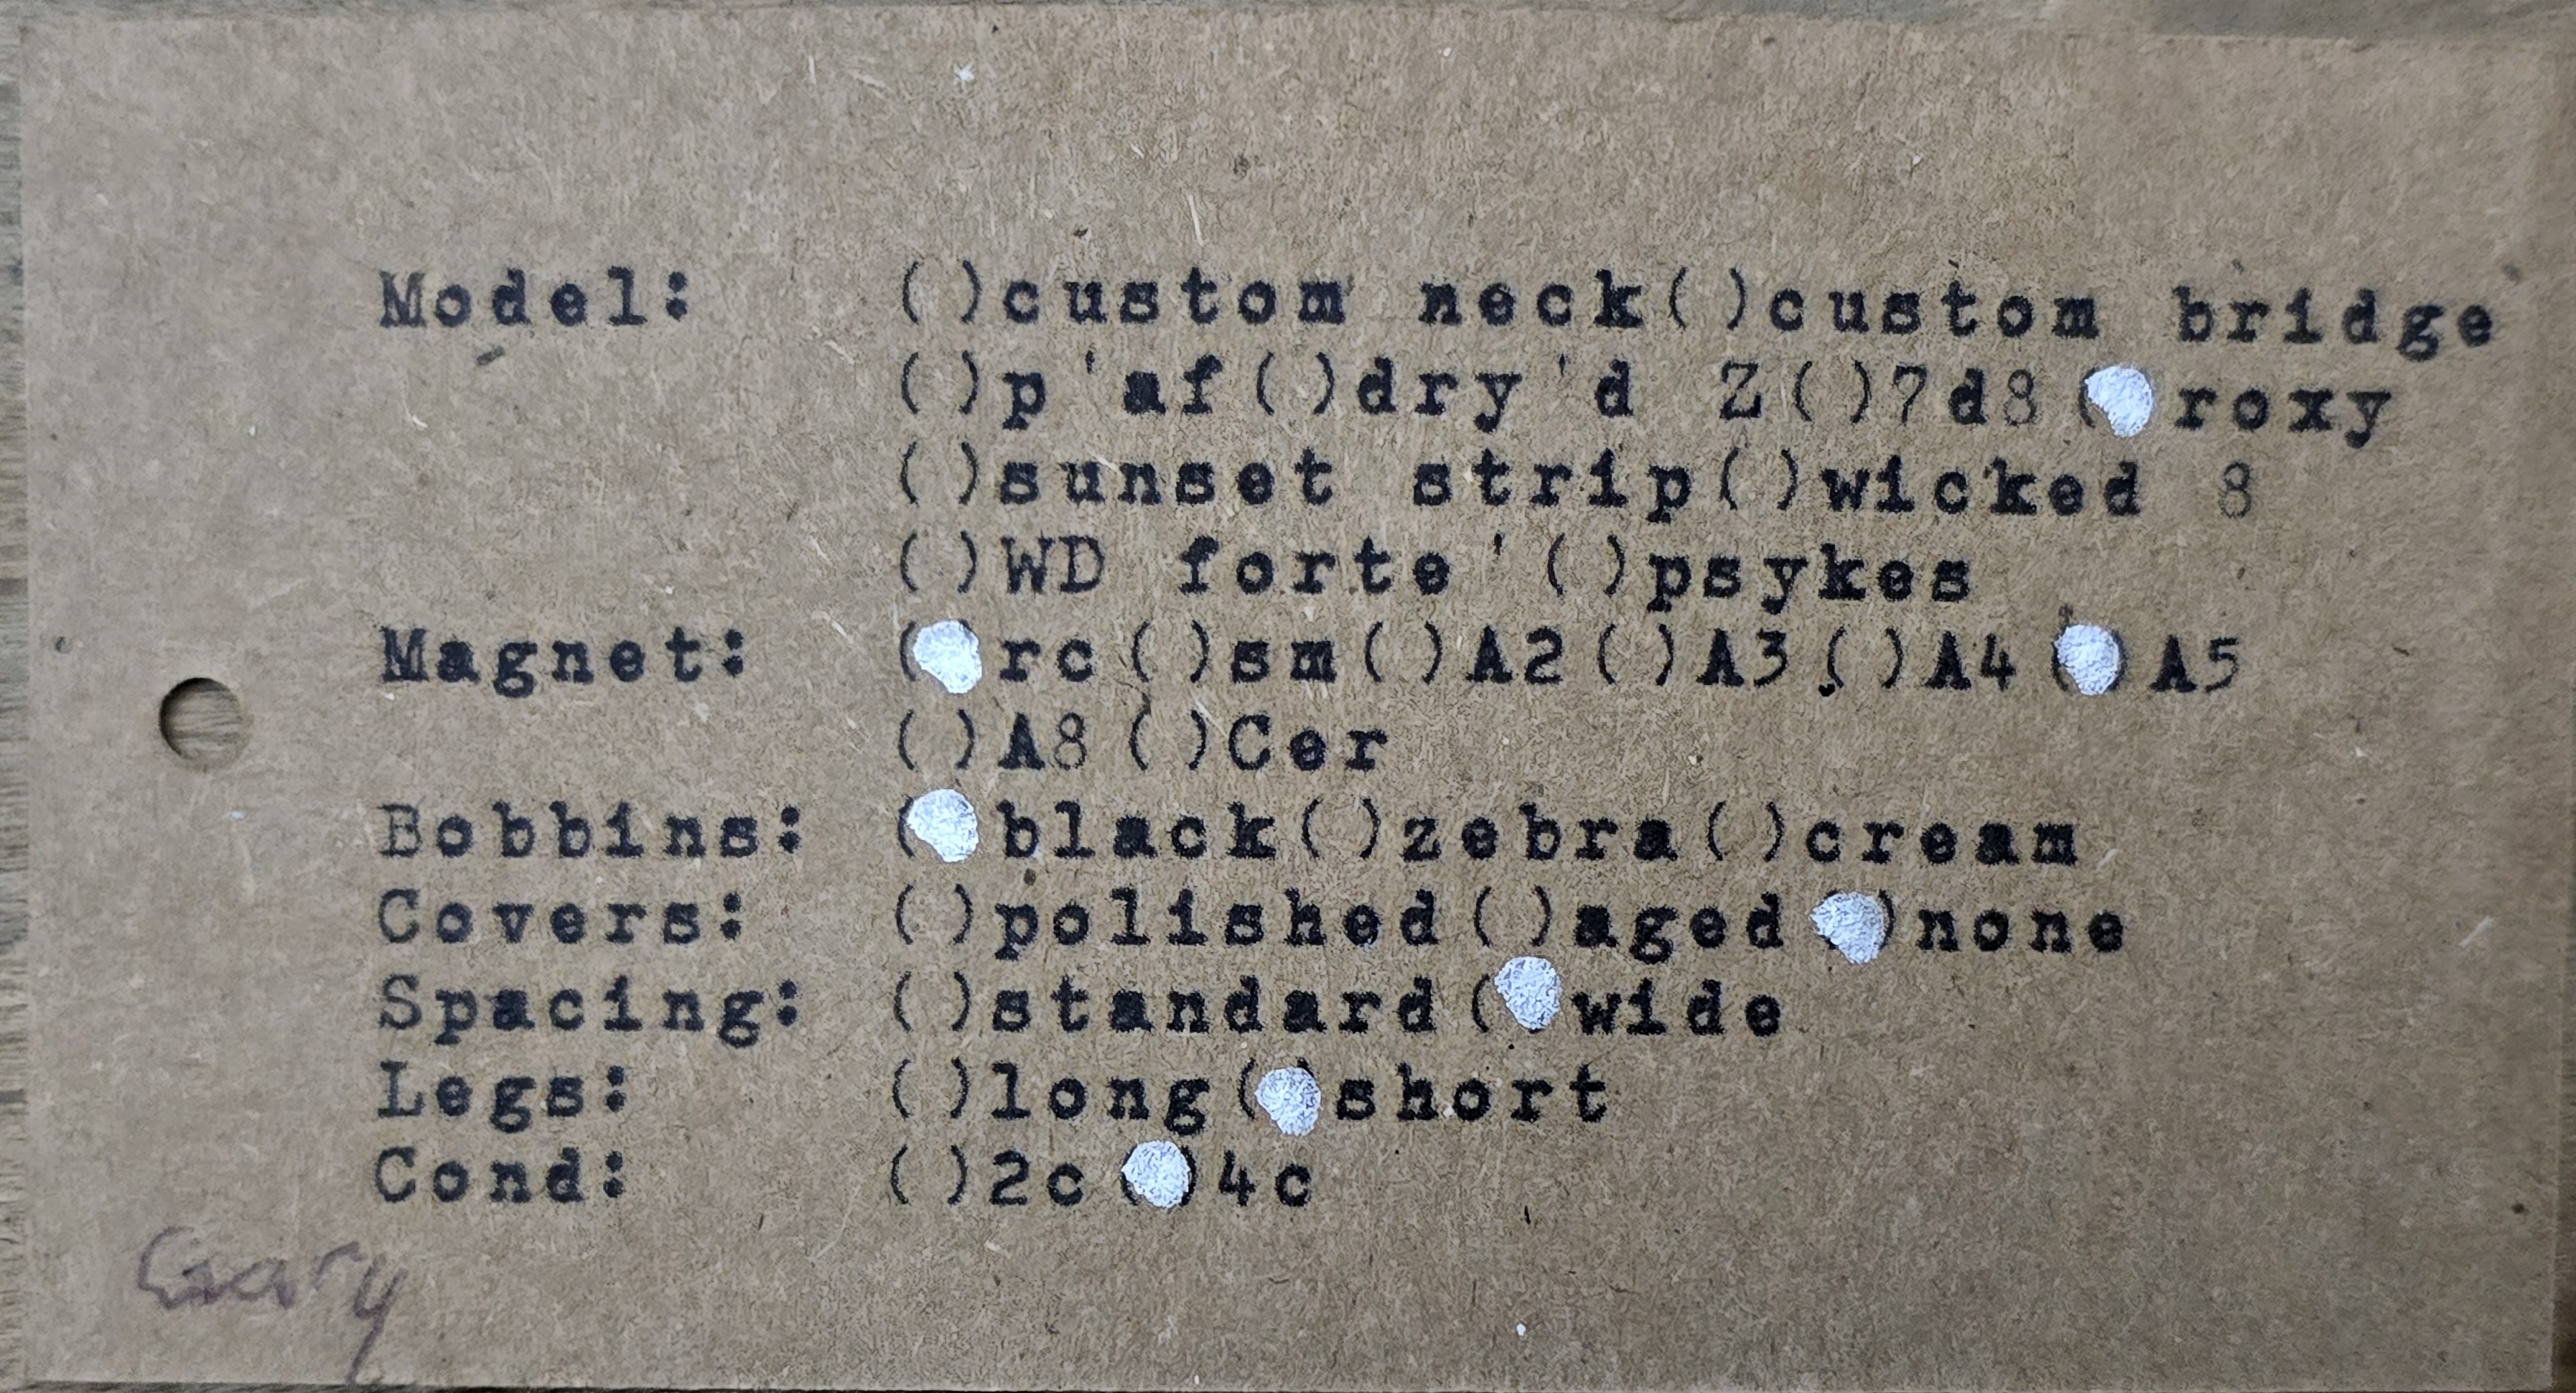 Model: ()custom neck()custom bridge
()p'af()dry'd Z()7d8 ( roxy
()sunset strip()wicked 8
()WD forte'()psykes
Magnet: ( rc()sm()A2()A3()A4()A5
()A8()Cer
Bobbins: ( black()zebra()cream
Covers: ()polished()aged )none
Spacing: ()standard( wide
Legs: ()long( short
Cond: ()2c()4c
Gary